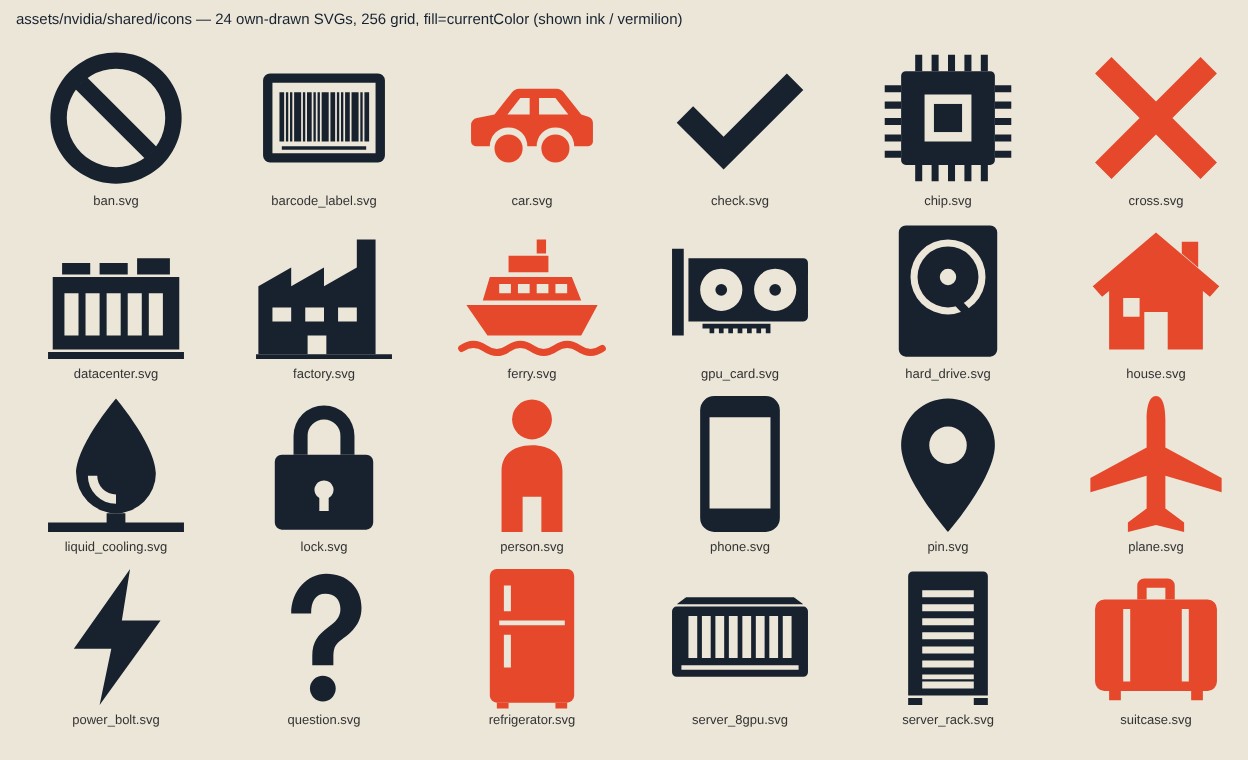 assets/nvidia/shared/icons — 24 own-drawn SVGs, 256 grid, fill=currentColor (shown ink / vermilion)
ban.svg
barcode_label.svg
car.svg
check.svg
chip.svg
cross.svg
datacenter.svg
factory.svg
ferry.svg
gpu_card.svg
hard_drive.svg
house.svg
liquid_cooling.svg
lock.svg
person.svg
phone.svg
pin.svg
plane.svg
power_bolt.svg
question.svg
refrigerator.svg
server_8gpu.svg
server_rack.svg
suitcase.svg